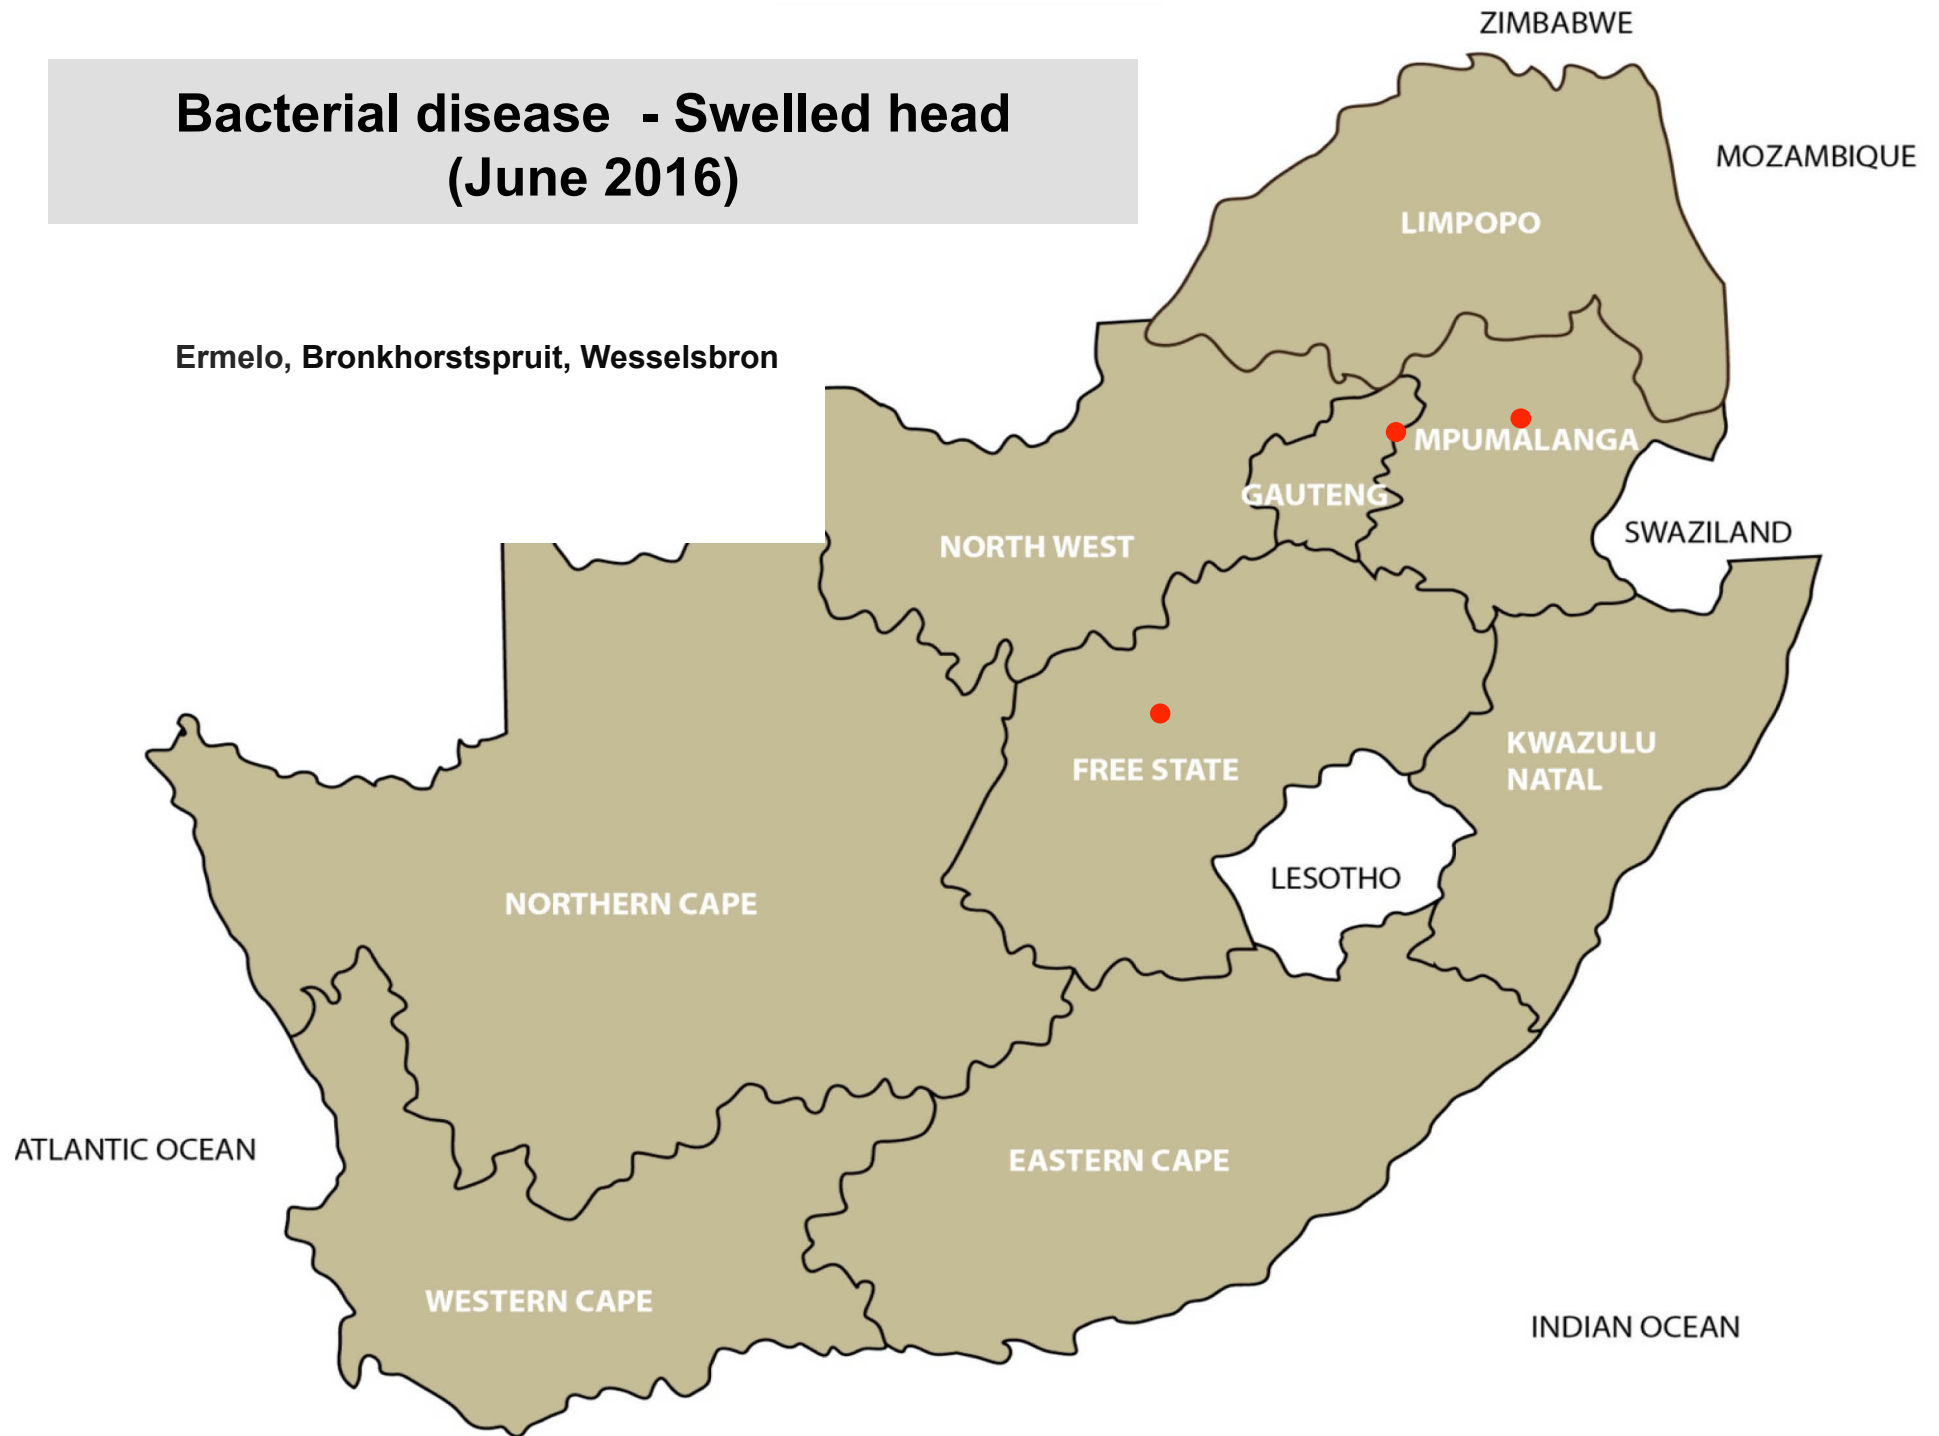 ZIMBABWE
Bacterial disease - Swelled head
(June 2016)
MOZAMBIQUE
LIMPOPO
Ermelo, Bronkhorstspruit, Wesselsbron
MPUMALANGA
GAUTENG
SWAZILAND
NORTH WEST
KWAZULU
NATAL
FREE STATE
LESOTHO
NORTHERN CAPE
ATLANTIC OCEAN
EASTERN CAPE
WESTERN CAPE
INDIAN OCEAN